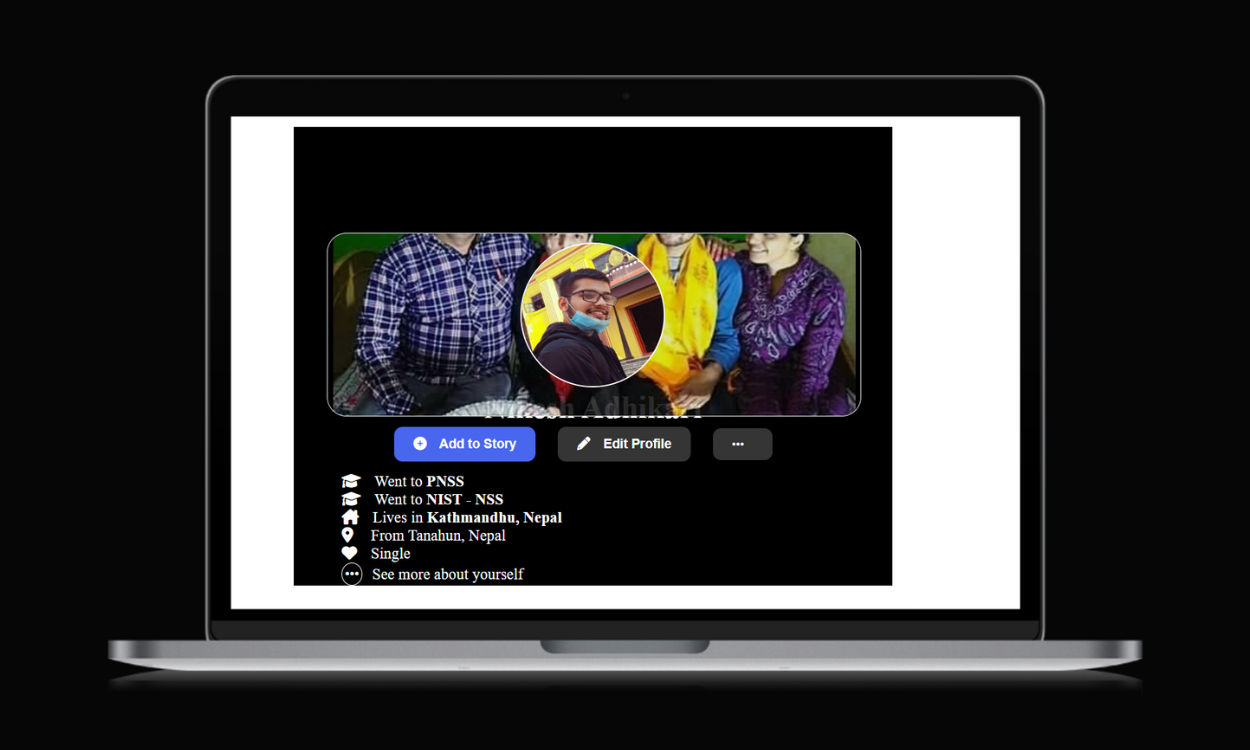 Adhikari
Add to Story
Edit Profile
Went to PNSS
Went to NIST - NSS
Lives in Kathmandhu, Nepal
From Tanahun, Nepal
Single
See more about yourself